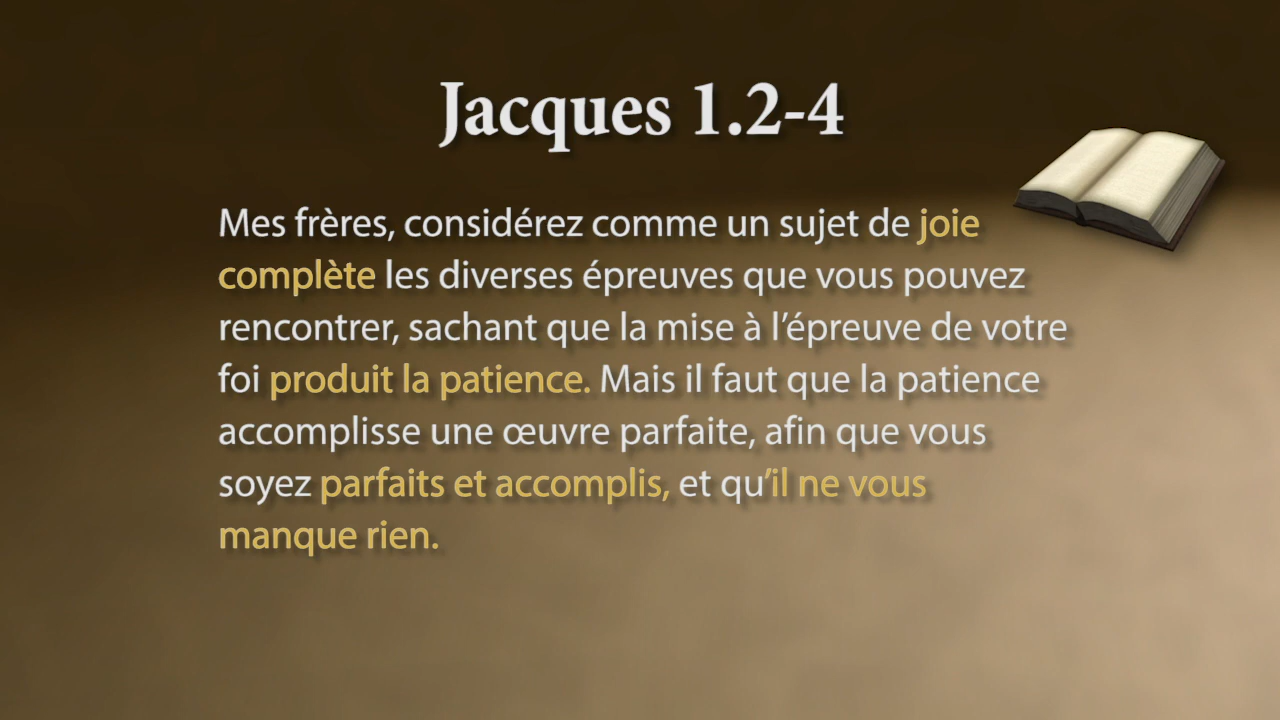 Jacques 1.2-4
Mes frères, considérez comme un sujet de joie
complète les diverses épreuves que vous pouvez
rencontrer, sachant que la mise à l’épreuve de votre
foi produit la patience. Mais il faut que la patience
accomplisse une œuvre parfaite, afin que vous
soyez parfaits et accomplis, et qu’il ne vous
manque rien.